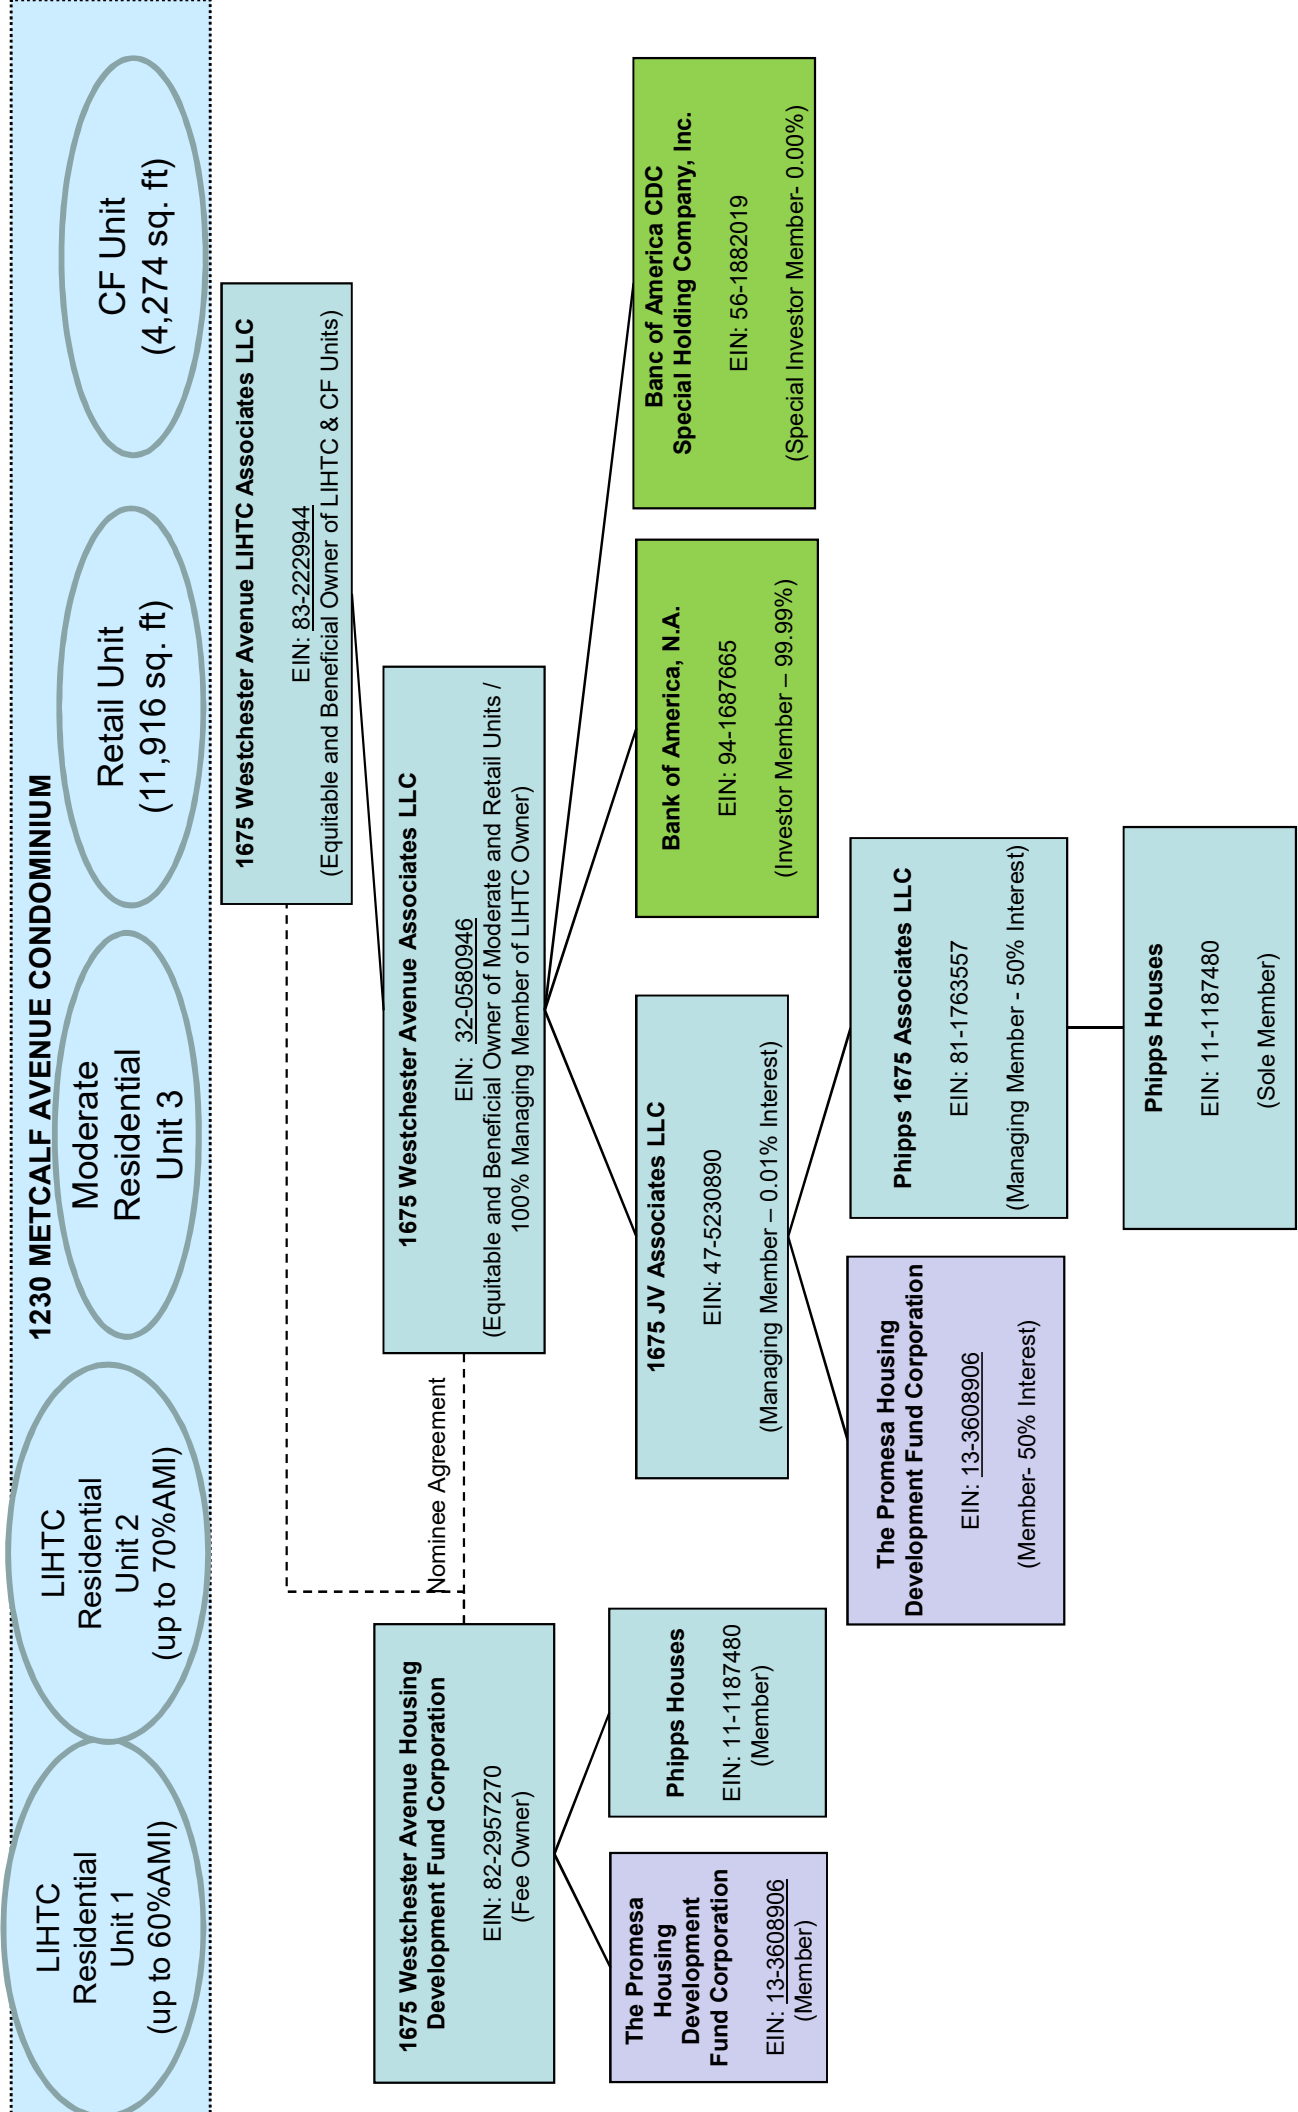 1230 METCALF AVENUE CONDOMINIUM
LIHTC
Residential
Unit 1
(up to 60%AMI)
LIHTC
Residential
Unit 2
(up to 70%AMI)
Moderate
Residential
Unit 3
Retail Unit
(11,916 sq. ft)
CF Unit
(4,274 sq. ft)
1675 Westchester Avenue LIHTC Associates LLC
EIN: 83-2229944
(Equitable and Beneficial Owner of LIHTC & CF Units)
1675 Westchester Avenue Housing
Development Fund Corporation
EIN: 82-2957270
(Fee Owner)
Nominee Agreement
1675 Westchester Avenue Associates LLC
EIN: 32-0580946
(Equitable and Beneficial Owner of Moderate and Retail Units /
100% Managing Member of LIHTC Owner)
The Promesa
Housing
Development
Fund Corporation
EIN: 13-3608906
(Member)
Phipps Houses
EIN: 11-1187480
(Member)
1675 JV Associates LLC
EIN: 47-5230890
(Managing Member – 0.01% Interest)
Bank of America, N.A.
EIN: 94-1687665
(Investor Member – 99.99%)
Banc of America CDC
Special Holding Company, Inc.
EIN: 56-1882019
(Special Investor Member- 0.00%)
The Promesa Housing
Development Fund Corporation
EIN: 13-3608906
(Member- 50% Interest)
Phipps 1675 Associates LLC
EIN: 81-1763557
(Managing Member - 50% Interest)
Phipps Houses
EIN: 11-1187480
(Sole Member)